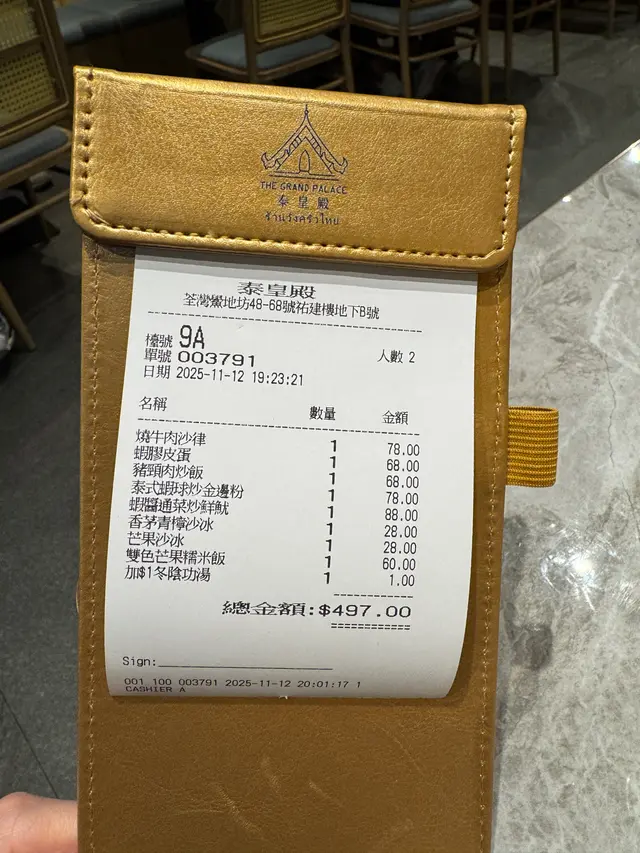 THE GRAND PALACE
泰皇殿
泰皇殿
荃灣蟹地坊48-68號祐建樓地下B號
檯號 9A
單號 003791 人數 2
日期 2025-11-12 19:23:21
名稱 數量 金額
燒牛肉沙律 1 78.00
蝦膠皮蛋 1 68.00
豬頸肉炒飯 1 68.00
泰式蝦球炒金邊粉 1 78.00
蝦醬通菜炒鮮魷 1 88.00
香茅青檸沙冰 1 28.00
芒果沙冰 1 28.00
雙色芒果糯米飯 1 60.00
加$1冬陰功湯 1 1.00
總金額:$497.00
Sign:
001 100 003791 2025-11-12 20:01:17 1
CASHIER A